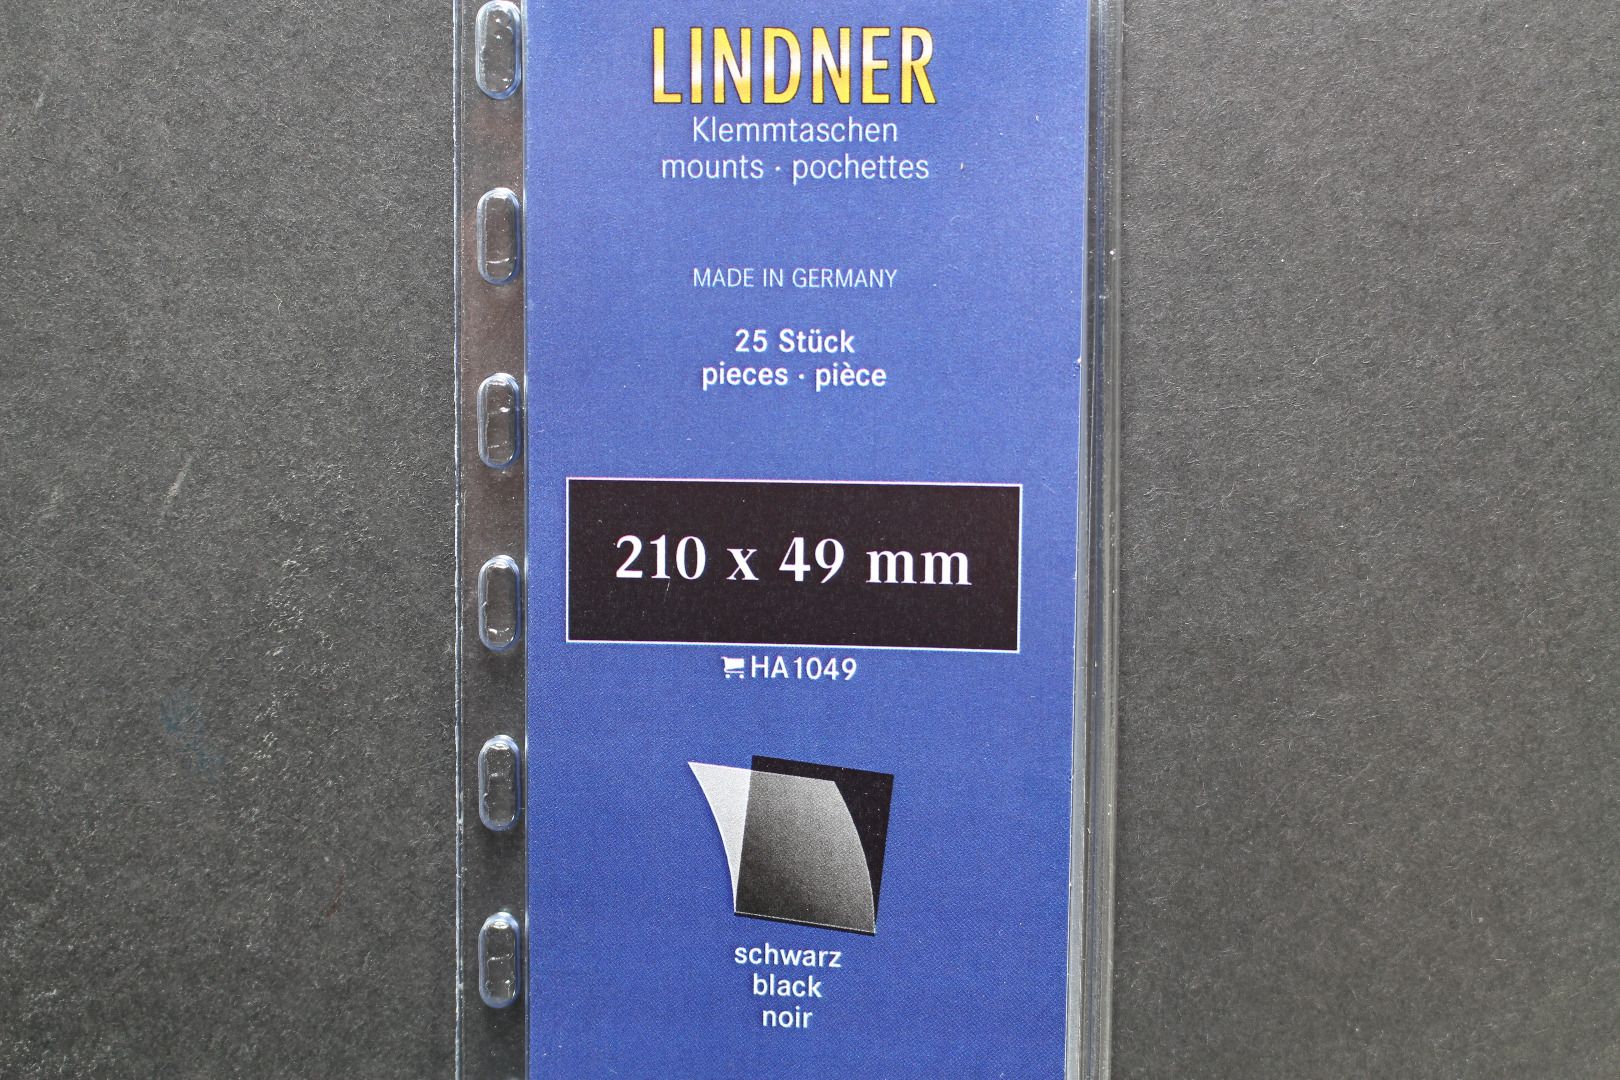 LINDNER
Klemmtaschen
mounts · pochettes
MADE IN GERMANY
25 Stück
pieces · pièce
210 x 49 mm
HA1049
schwarz
black
noir